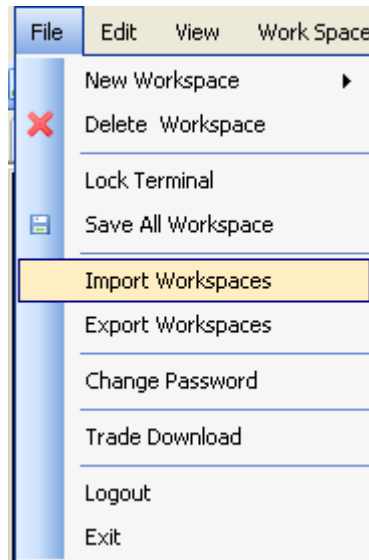 File Edit View Work Space
New Workspace
Delete Workspace
Lock Terminal
Save All Workspace
Import Workspaces
Export Workspaces
Change Password
Trade Download
Logout
Exit